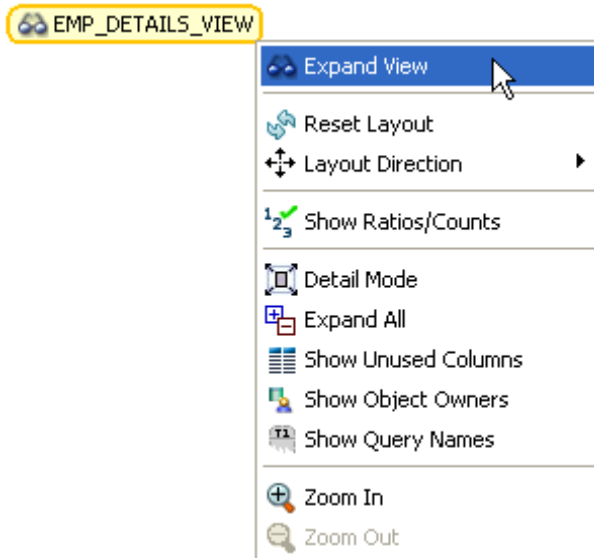 EMP_DETAILS_VIEW
Expand View
Reset Layout
Layout Direction
Show Ratios/Counts
Detail Mode
Expand All
Show Unused Columns
Show Object Owners
Show Query Names
Zoom In
Zoom Out